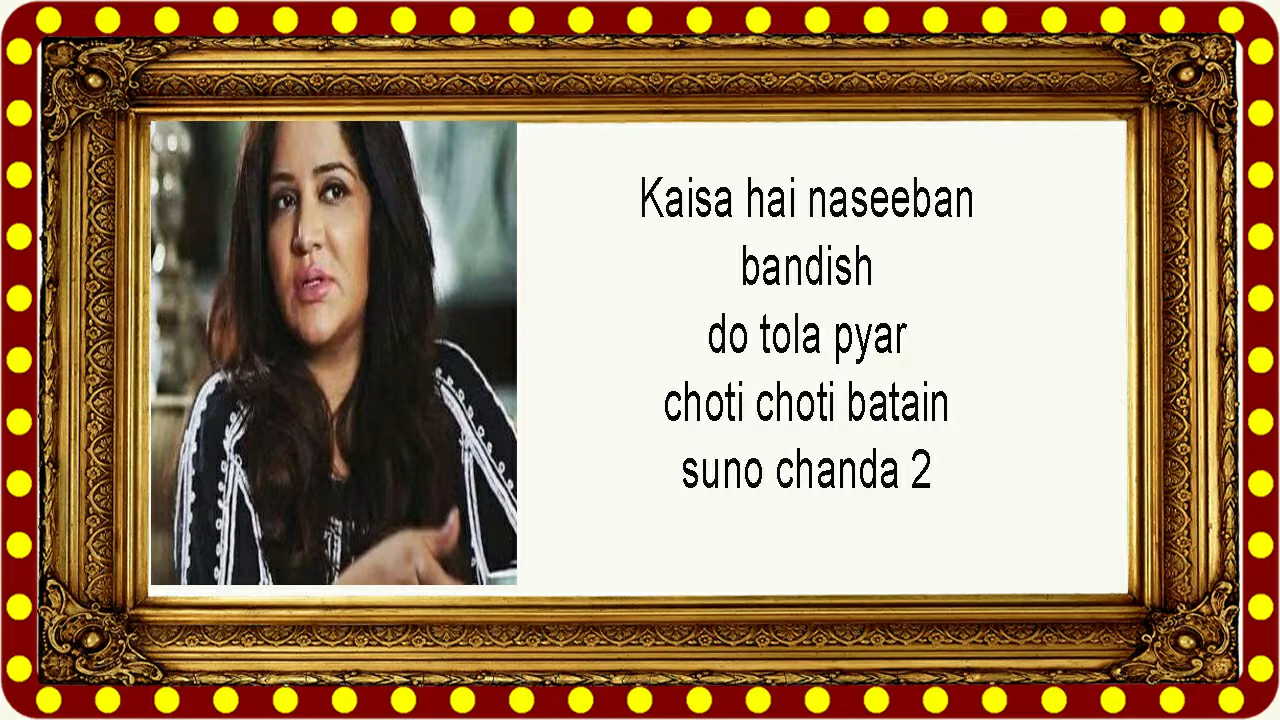 Kaisa hai naseeban
bandish
do tola pyar
choti choti batain
suno chanda 2